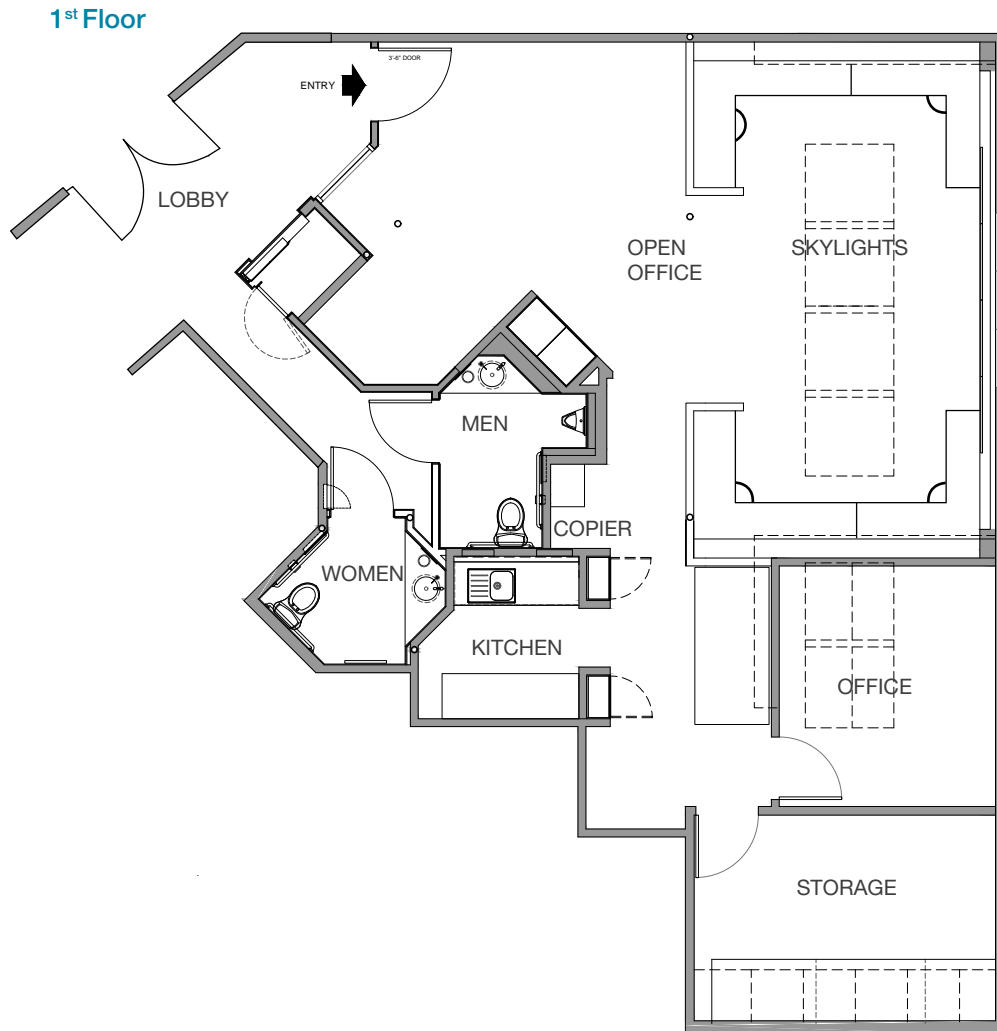 1st Floor
3'-6" DOOR
ENTRY
LOBBY
OPEN
OFFICE
SKYLIGHTS
MEN
COPIER
WOMEN
KITCHEN
OFFICE
STORAGE